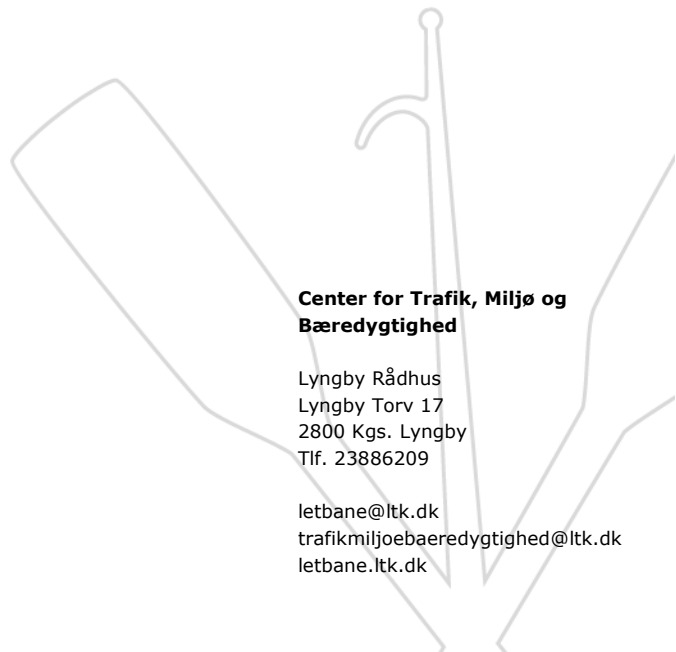 Center for Trafik, Miljø og
Bæredygtighed
Lyngby Rådhus
Lyngby Torv 17
2800 Kgs. Lyngby
Tlf. 23886209
letbane@ltk.dk
trafikmiljoebaeredygtighed@ltk.dk
letbane.ltk.dk